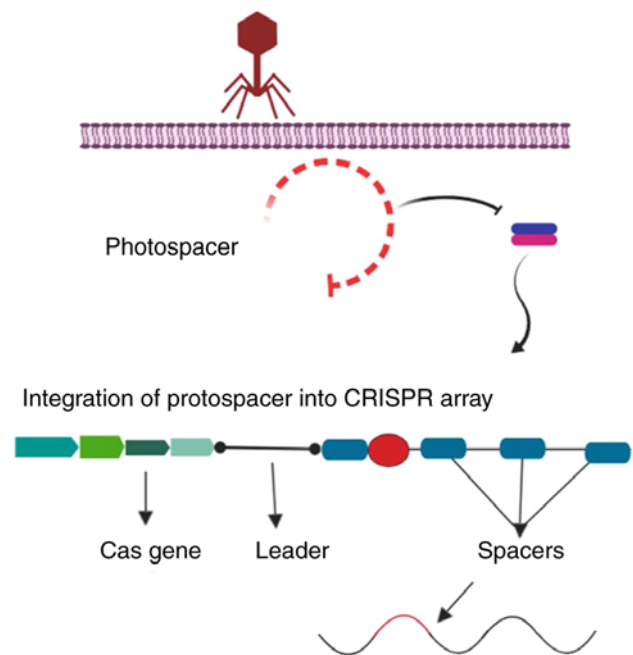 Photospacer
Integration of protospacer into CRISPR array
Cas gene
Leader
Spacers